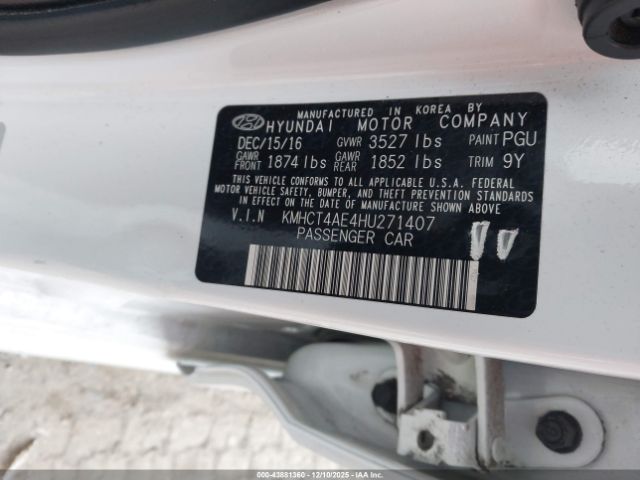 MANUFACTURED IN KOREA BY
HYUNDAI MOTOR COMPANY
DEC/15/16 GVWR 3527 lbs PAINT PGU
GAWR FRONT 1874 lbs GAWR REAR 1852 lbs TRIM 9Y
THIS VEHICLE CONFORMS TO ALL APPLICABLE U.S.A. FEDERAL
MOTOR VEHICLE SAFETY, BUMPER, AND THEFT PREVENTION STANDARDS
IN EFFECT ON THE DATE OF MANUFACTURE SHOWN ABOVE.
V.I.N KMHCT4AE4HU271407
PASSENGER CAR
000-43881360 - 12/10/2025 - IAAI.com